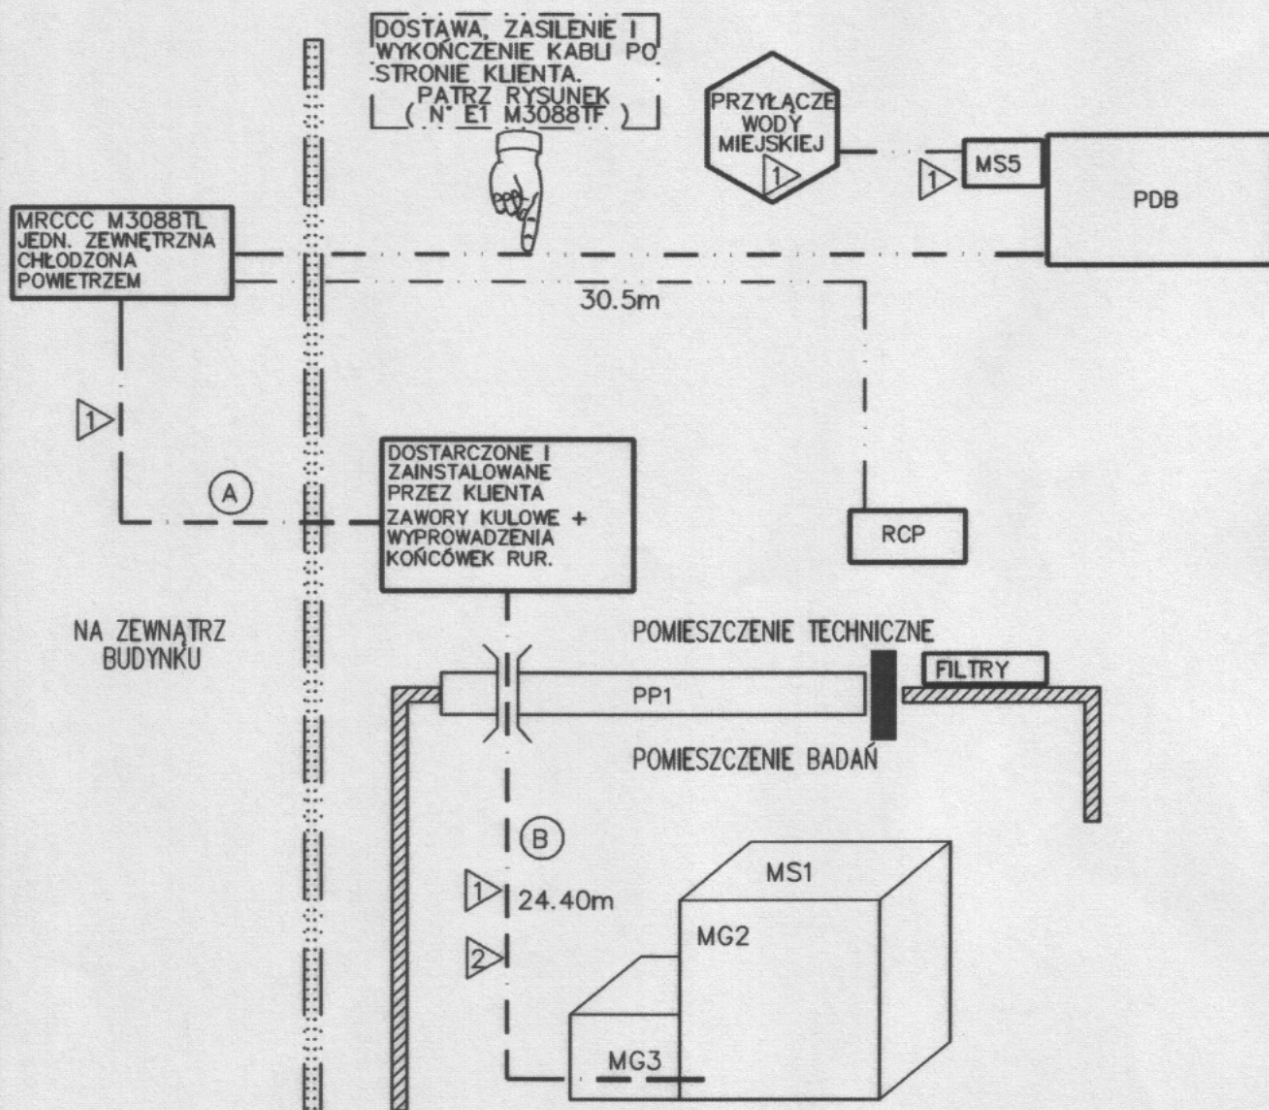 DOSTAWA, ZASILENIE I
WYKOŃCZENIE KABLI PO
STRONIE KLIENTA.
PATRZ RYSUNEK
( N° E1 M3088TF )
PRZYŁĄCZE
WODY
MIEJSKIEJ
1
1
MS5
PDB
MRCCC M3088TL
JEDN. ZEWNĘTRZNA
CHŁODZONA
POWIETRZEM
30.5m
1
A
DOSTARCZONE I
ZAINSTALOWANE
PRZEZ KLIENTA
ZAWORY KULOWE +
WYPROWADZENIA
KOŃCÓWEK RUR.
RCP
NA ZEWNĄTRZ
BUDYNKU
POMIESZCZENIE TECHNICZNE
FILTRY
PP1
POMIESZCZENIE BADAŃ
B
1
24.40m
2
MS1
MG2
MG3